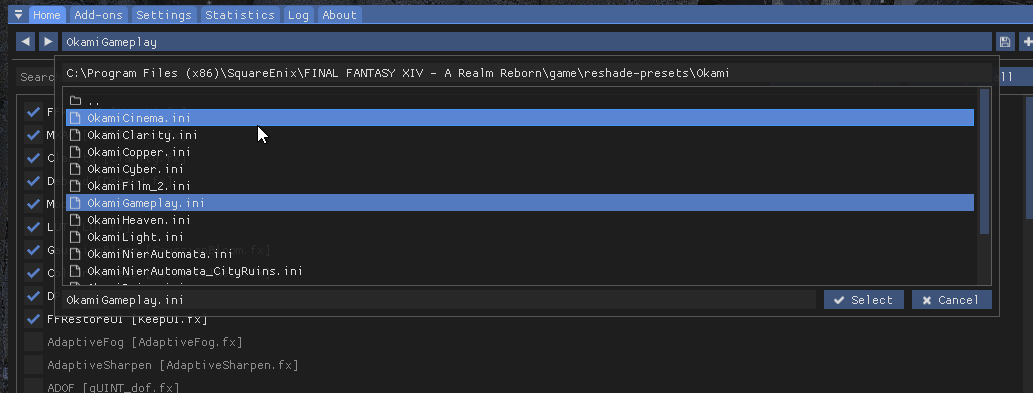 Home Add-ons Settings Statistics Log About
OkamiGameplay
C:\Program Files (x86)\SquareEnix\FINAL FANTASY XIV - A Realm Reborn\game\reshade-presets\Okami
Searc
ll
..
OkamiCinema.ini
OkamiClarity.ini
OkamiCopper.ini
OkamiCyber.ini
OkamiFilm_2.ini
OkamiGameplay.ini
OkamiHeaven.ini
OkamiLight.ini
OkamiNierAutomata.ini
OkamiNierAutomata_CityRuins.ini
OkamiGameplay.ini Select Cancel
FFRestoreUI [KeepUI.fx]
AdaptiveFog [AdaptiveFog.fx]
AdaptiveSharpen [AdaptiveSharpen.fx]
ADOF [qUINT_dof.fx]